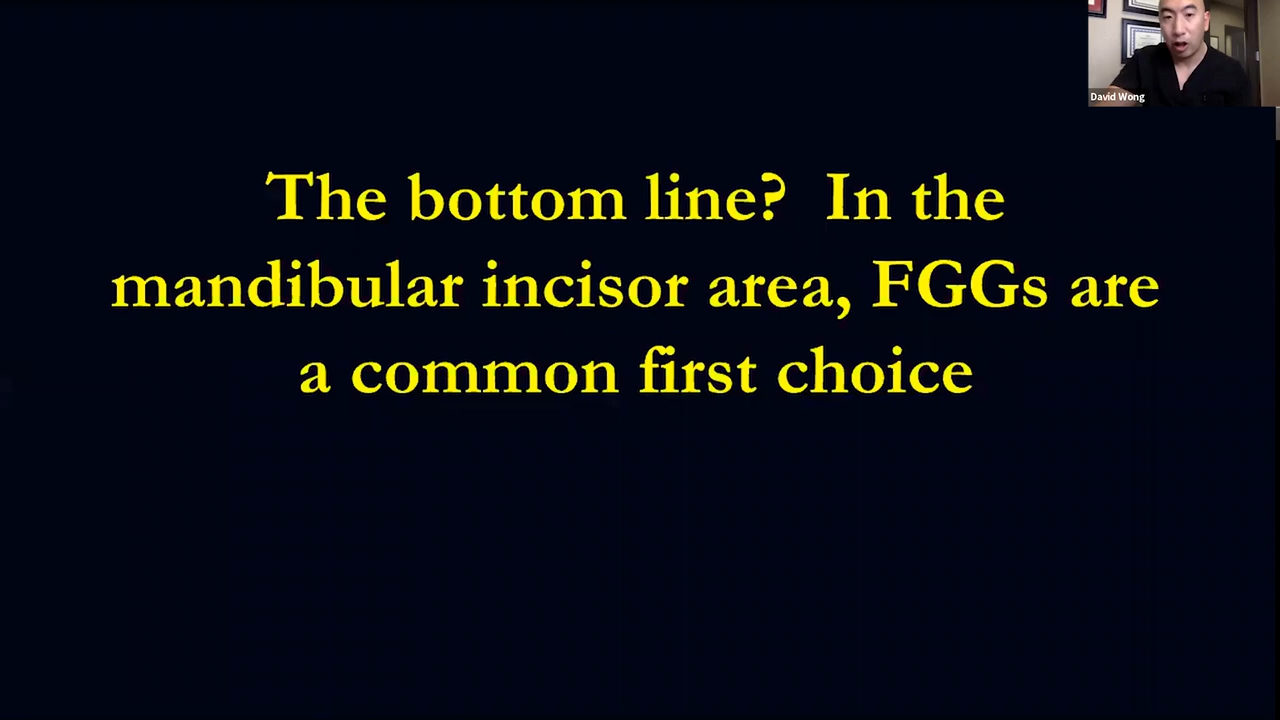 David Wong
The bottom line?  In the
mandibular incisor area, FGGs are
a common first choice